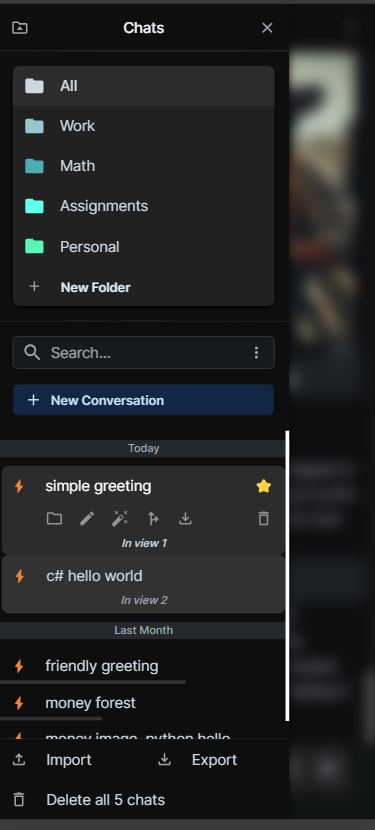 Chats
All
Work
Math
Assignments
Personal
New Folder
Search...
New Conversation
Today
simple greeting
In view 1
c# hello world
In view 2
Last Month
friendly greeting
money forest
money image, python hello
Import
Export
Delete all 5 chats